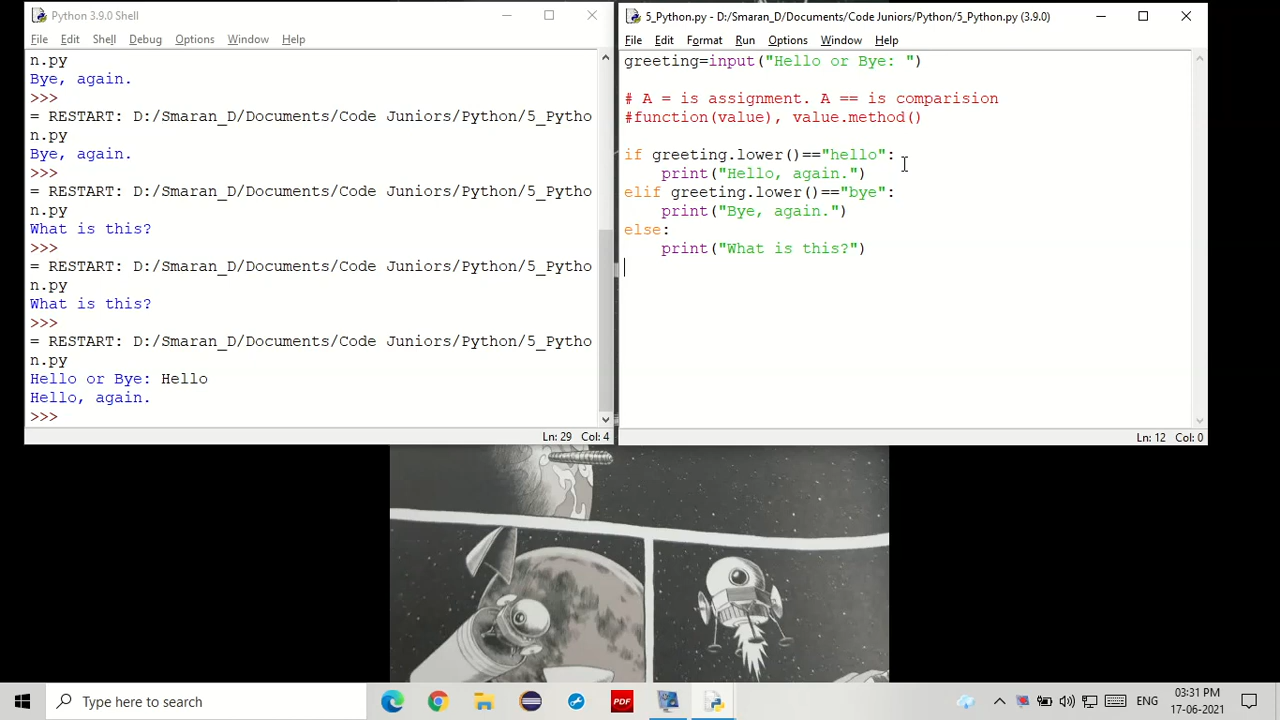 Python 3.9.0 Shell
File Edit Shell Debug Options Window Help
n.py
Bye, again.
>>>
= RESTART: D:/Smaran_D/Documents/Code Juniors/Python/5_Pytho
n.py
Bye, again.
>>>
= RESTART: D:/Smaran_D/Documents/Code Juniors/Python/5_Pytho
n.py
What is this?
>>>
= RESTART: D:/Smaran_D/Documents/Code Juniors/Python/5_Pytho
n.py
What is this?
>>>
= RESTART: D:/Smaran_D/Documents/Code Juniors/Python/5_Pytho
n.py
Hello or Bye: Hello
Hello, again.
>>>
Ln: 29 Col: 4
5_Python.py - D:/Smaran_D/Documents/Code Juniors/Python/5_Python.py (3.9.0)
File Edit Format Run Options Window Help
greeting=input("Hello or Bye: ")
# A = is assignment. A == is comparision
#function(value), value.method()
if greeting.lower()=="hello":
    print("Hello, again.")
elif greeting.lower()=="bye":
    print("Bye, again.")
else:
    print("What is this?")
Ln: 12 Col: 0
Type here to search
PDF
ENG
03:31 PM
17-06-2021